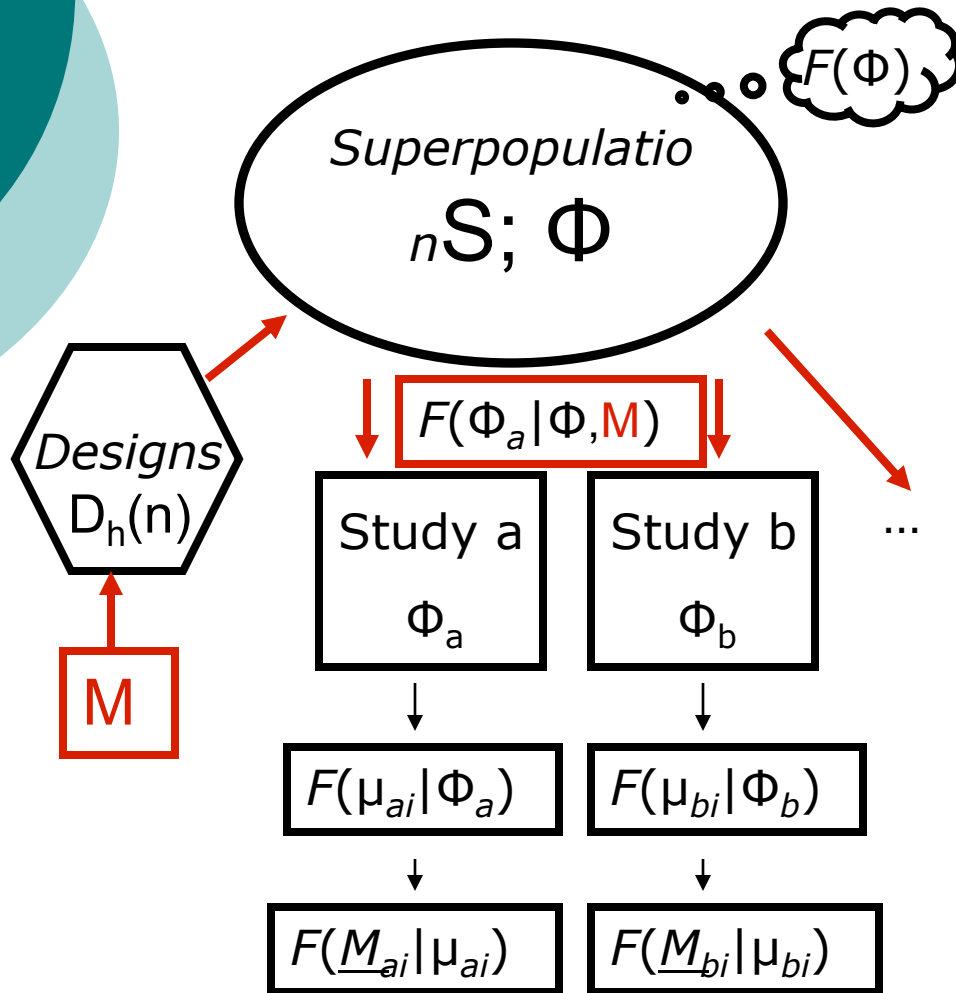 F(Φ)
Superpopulatio
nS; Φ
F(Φa|Φ,M)
Designs
Dh(n)
Study a
Φa
Study b
Φb
...
M
F(μai|Φa)
F(μbi|Φb)
F(Mai|μai)
F(Mbi|μbi)